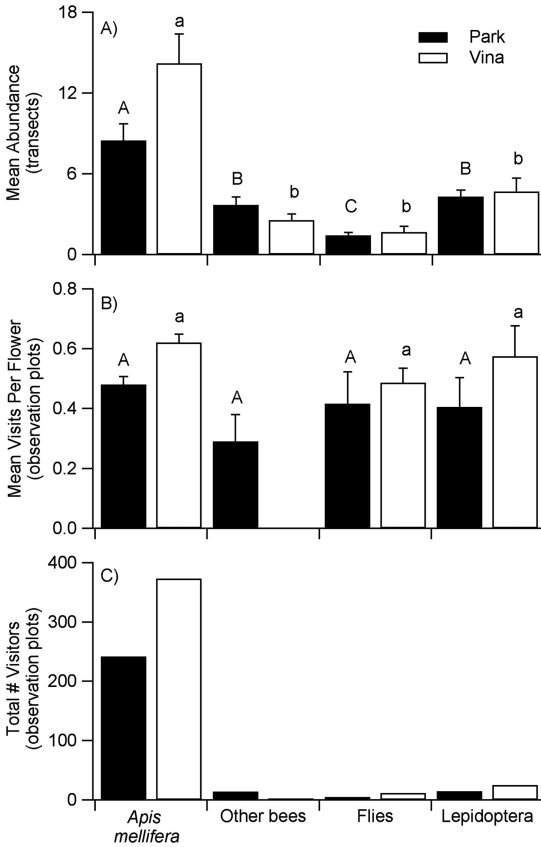 A)
Park
Vina
Mean Abundance
(transects)
18
12
6
0
A
a
B
b
C
b
B
b
B)
Mean Visits Per Flower
(observation plots)
0.8
0.6
0.4
0.2
0.0
A
a
A
A
a
A
a
C)
Total # Visitors
(observation plots)
400
300
200
100
0
Apis
mellifera
Other bees
Flies
Lepidoptera